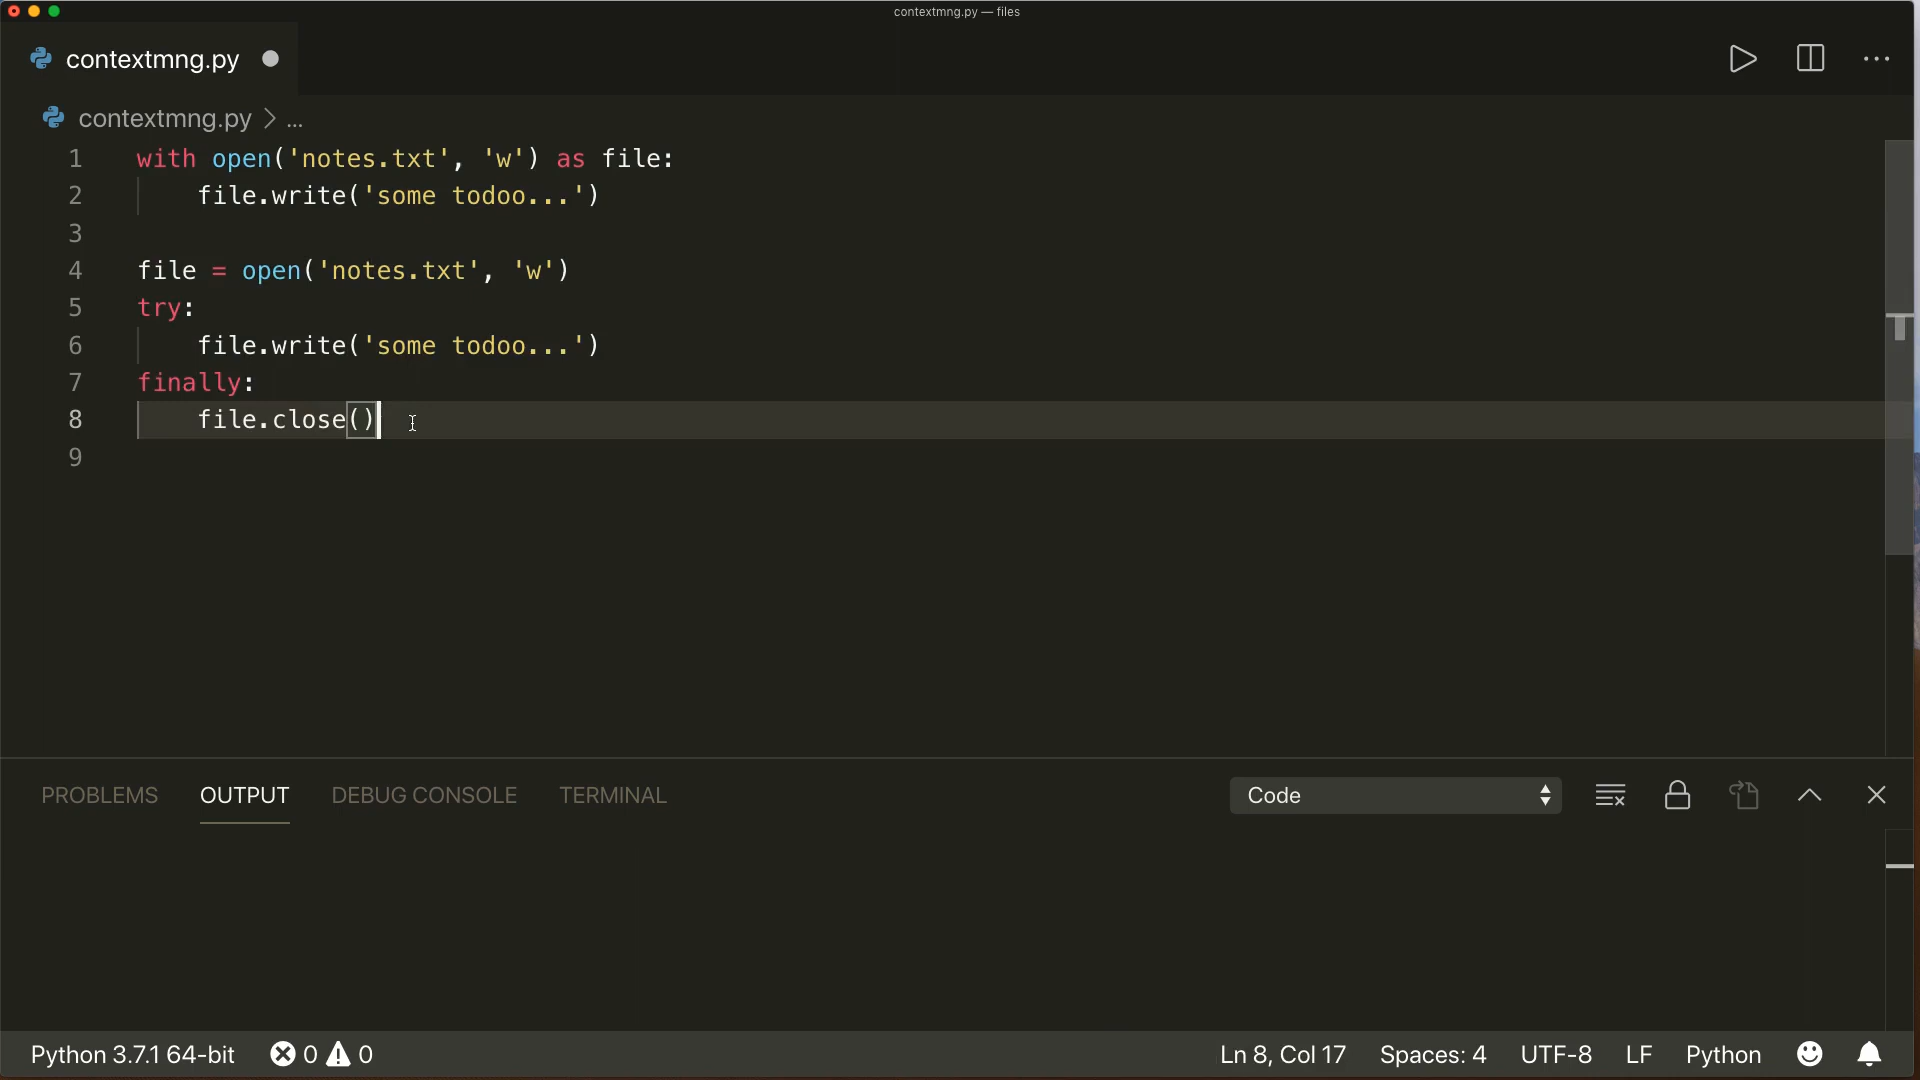 contextmng.py — files
contextmng.py
contextmng.py > ...
1 with open('notes.txt', 'w') as file:
2     file.write('some todoo...')
3
4 file = open('notes.txt', 'w')
5 try:
6     file.write('some todoo...')
7 finally:
8     file.close()
9
PROBLEMS OUTPUT DEBUG CONSOLE TERMINAL Code
Python 3.7.1 64-bit 0 0 Ln 8, Col 17 Spaces: 4 UTF-8 LF Python